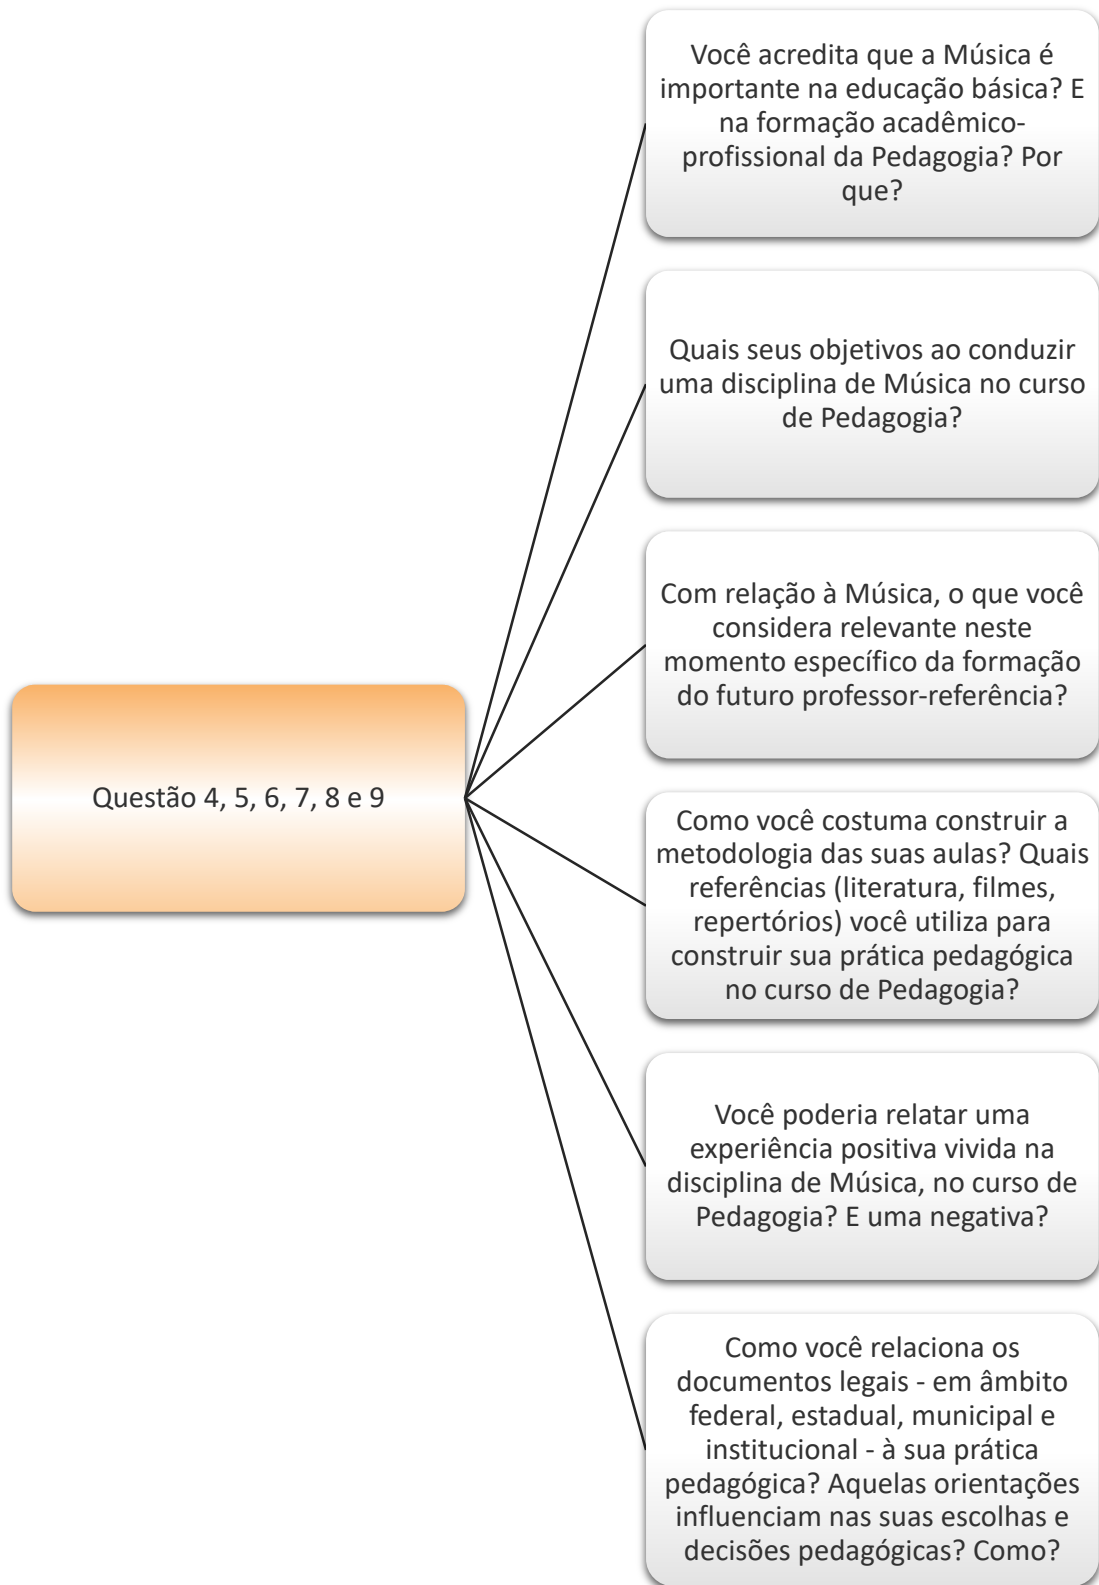 Você acredita que a Música é
importante na educação básica? E
na formação acadêmico-
profissional da Pedagogia? Por
que?
Quais seus objetivos ao conduzir
uma disciplina de Música no curso
de Pedagogia?
Com relação à Música, o que você
considera relevante neste
momento específico da formação
do futuro professor-referência?
Questão 4, 5, 6, 7, 8 e 9
Como você costuma construir a
metodologia das suas aulas? Quais
referências (literatura, filmes,
repertórios) você utiliza para
construir sua prática pedagógica
no curso de Pedagogia?
Você poderia relatar uma
experiência positiva vivida na
disciplina de Música, no curso de
Pedagogia? E uma negativa?
Como você relaciona os
documentos legais - em âmbito
federal, estadual, municipal e
institucional - à sua prática
pedagógica? Aquelas orientações
influenciam nas suas escolhas e
decisões pedagógicas? Como?